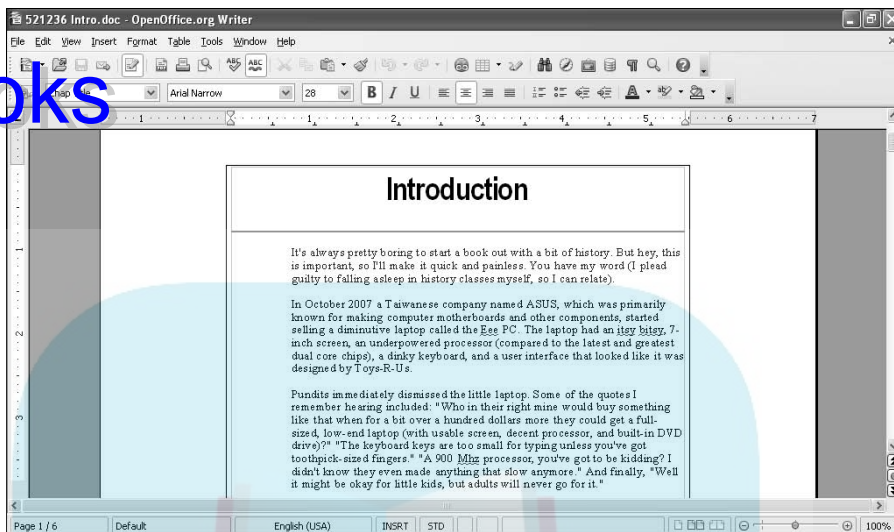 521236 Intro.doc - OpenOffice.org Writer
File Edit View Insert Format Table Tools Window Help
oks
Arial Narrow 28 B I U A
1 1 2 3 4 5 6 7
Introduction
It's always pretty boring to start a book out with a bit of history. But hey, this
is important, so I'll make it quick and painless. You have my word (I plead
guilty to falling asleep in history classes myself, so I can relate).
In October 2007 a Taiwanese company named ASUS, which was primarily
known for making computer motherboards and other components, started
selling a diminutive laptop called the Eee PC. The laptop had an itsy bitsy, 7-
inch screen, an underpowered processor (compared to the latest and greatest
dual core chips), a dinky keyboard, and a user interface that looked like it was
designed by Toys-R-Us.
Pundits immediately dismissed the little laptop. Some of the quotes I
remember hearing included: "Who in their right mine would buy something
like that when for a bit over a hundred dollars more they could get a full-
sized, low-end laptop (with usable screen, decent processor, and built-in DVD
drive)?" "The keyboard keys are too small for typing unless you've got
toothpick-sized fingers." "A 900 Mhz processor, you've got to be kidding? I
didn't know they even made anything that slow anymore." And finally, "Well
it might be okay for little kids, but adults will never go for it."
Page 1 / 6 Default English (USA) INSRT STD 100%